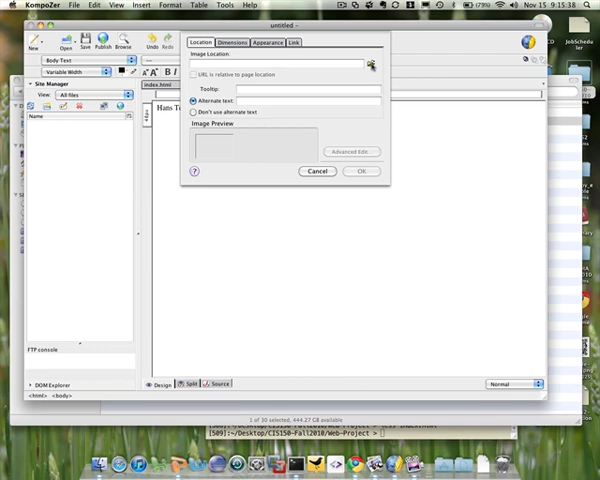 KompoZer File Edit View Insert Format Table Tools Help (79%) Nov 15 9:15:38
untitled -
New Open Save Publish Browse Undo Redo
Body Text
Variable Width
Site Manager
View: All files
Name
FTP console
DOM Explorer
<html> <body>
index.html
Location Dimensions Appearance Link
Image Location:
URL is relative to page location
Tooltip:
Alternate text:
Don't use alternate text
Image Preview
Advanced Edit...
Cancel OK
Design Split Source
Normal
1 of 30 selected, 444.27 GB available
[509]:~/Desktop/CIS150-Fall2010/Web-Project >
JobScheduler